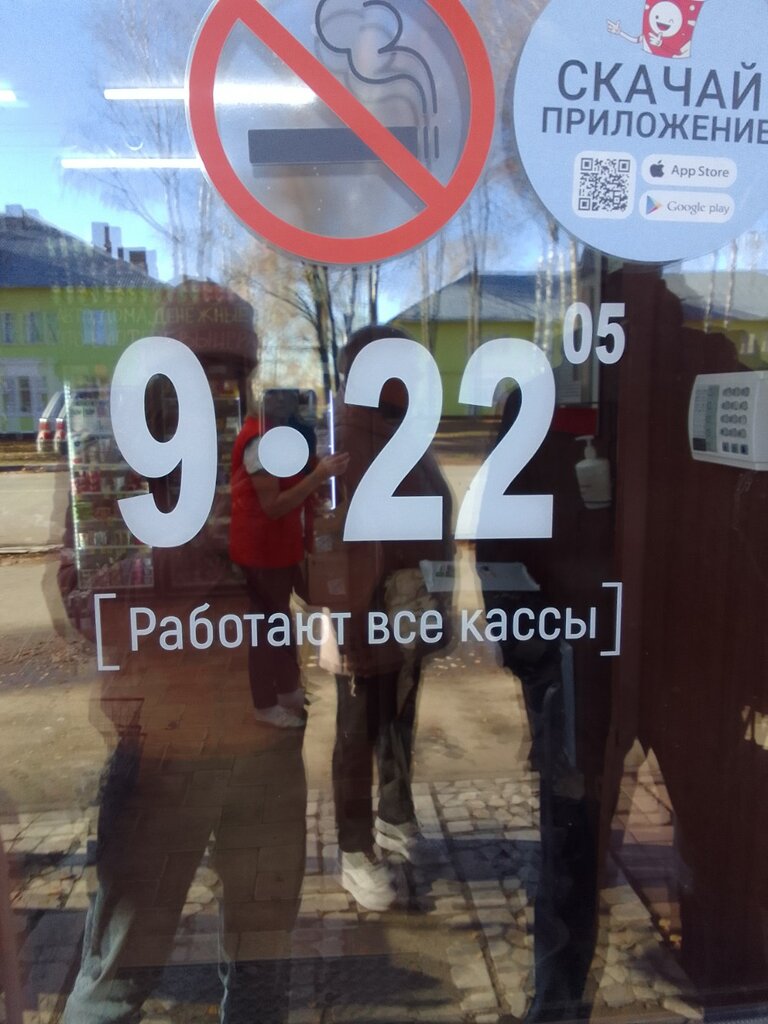 СКАЧАЙ
ПРИЛОЖЕНИЕ
App Store
Google play
9•22⁰⁵
[Работают все кассы]